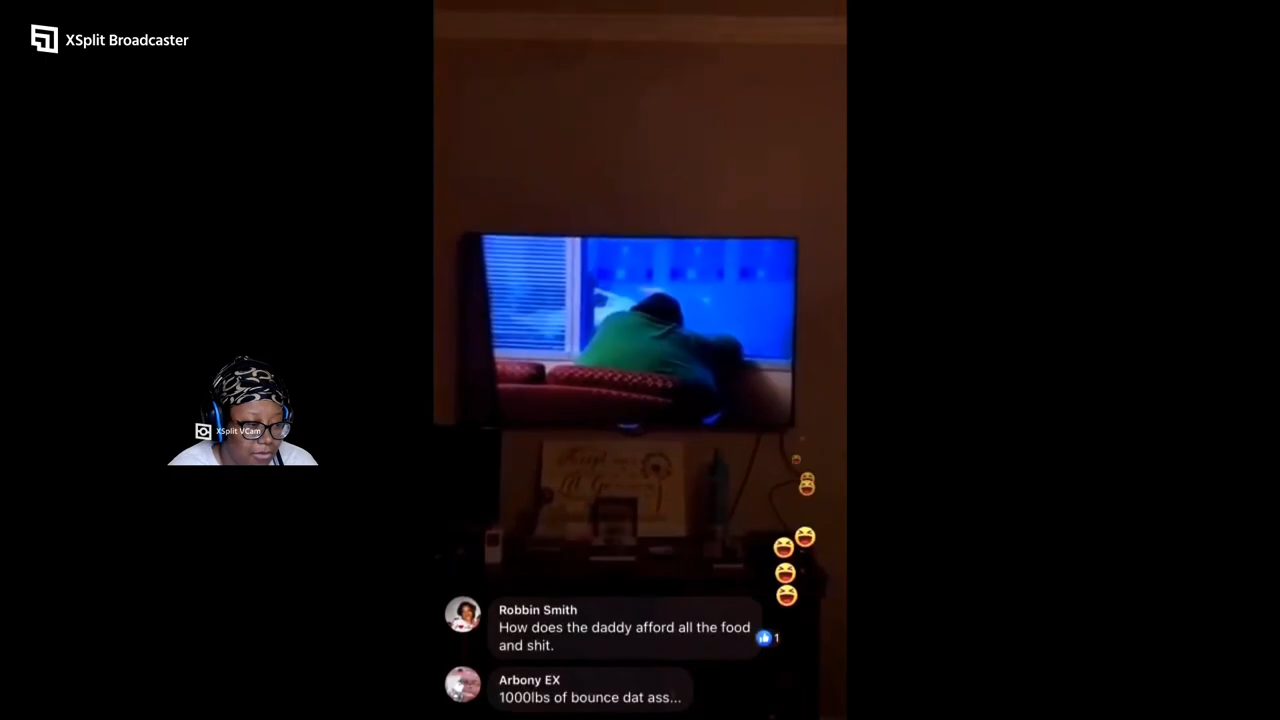 XSplit Broadcaster
XSplit VCam
Robbin Smith
How does the daddy afford all the food
and shit.
1
Arbony EX
1000lbs of bounce dat ass...